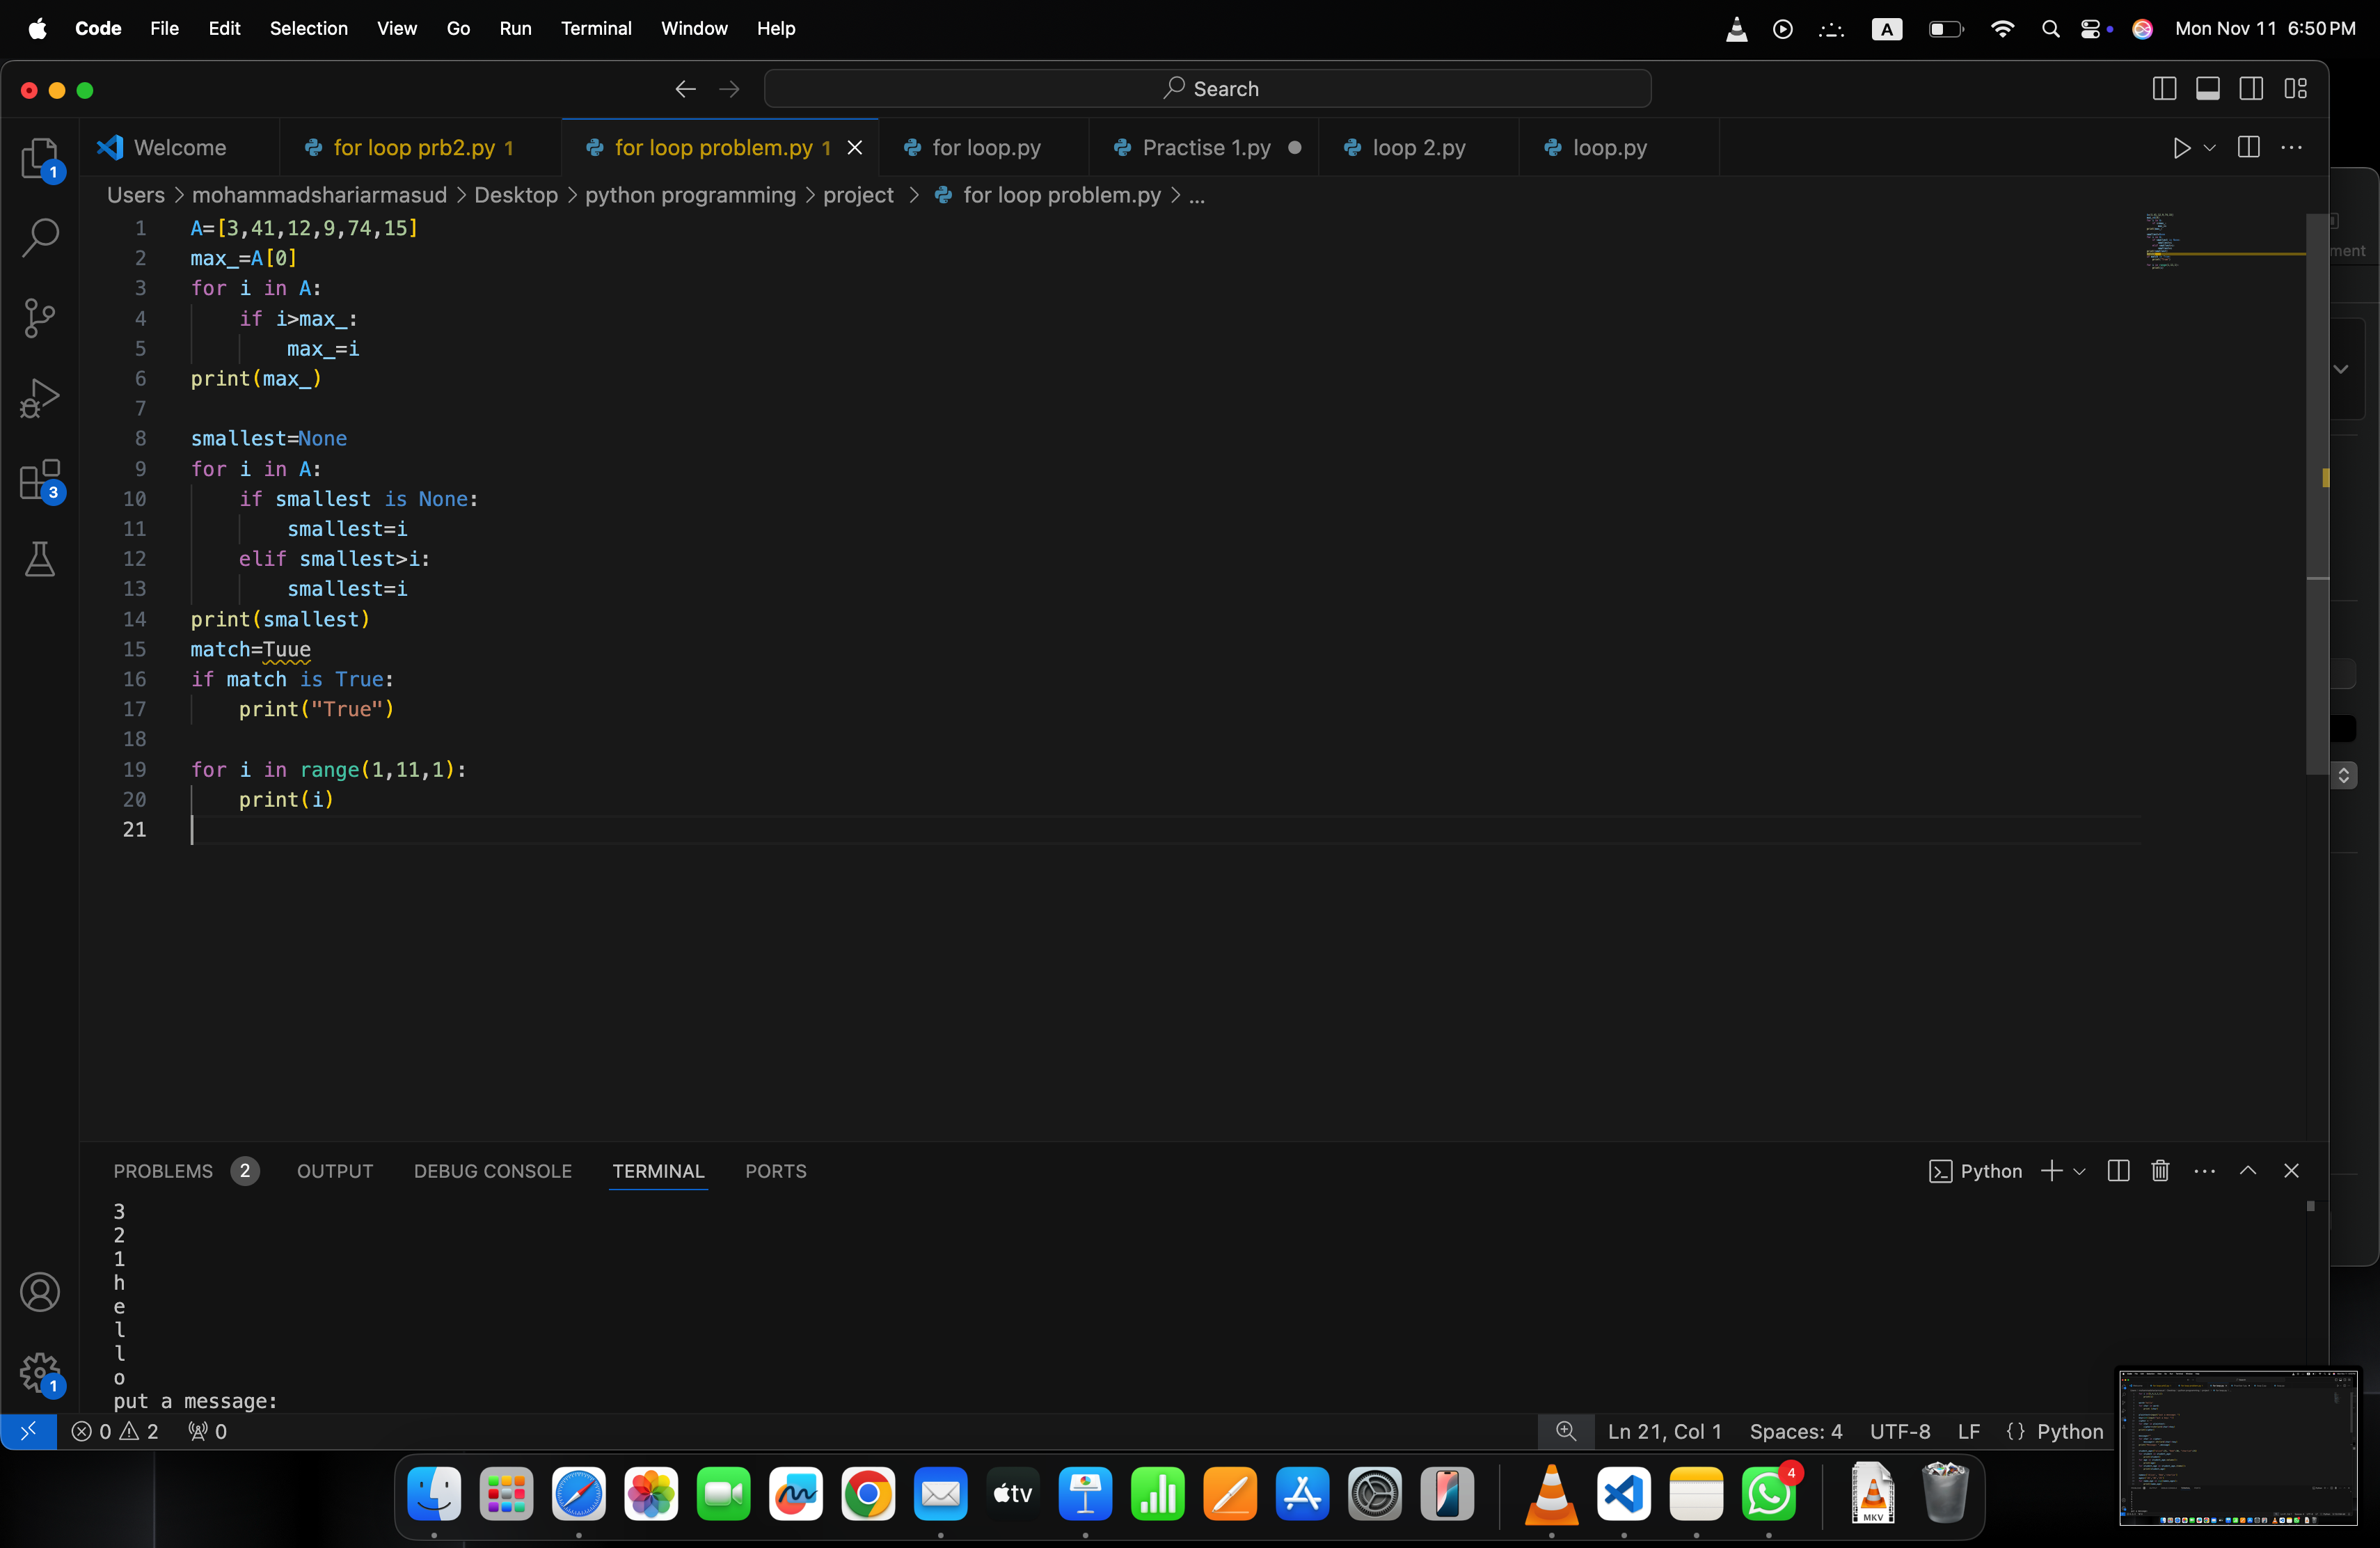 Code File Edit Selection View Go Run Terminal Window Help A Mon Nov 11 6:50 PM
Search
Welcome for loop prb2.py 1 for loop problem.py 1 for loop.py Practise 1.py loop 2.py loop.py
Users > mohammadshariarmasud > Desktop > python programming > project > for loop problem.py > ...
1 A=[3,41,12,9,74,15]
2 max_=A[0]
3 for i in A:
4 if i>max_:
5 max_=i
6 print(max_)
7
8 smallest=None
9 for i in A:
10 if smallest is None:
11 smallest=i
12 elif smallest>i:
13 smallest=i
14 print(smallest)
15 match=Tuue
16 if match is True:
17 print("True")
18
19 for i in range(1,11,1):
20 print(i)
21
1
3
1
ment
PROBLEMS 2 OUTPUT DEBUG CONSOLE TERMINAL PORTS Python
3
2
1
h
e
l
l
o
put a message:
0 2 0 Ln 21, Col 1 Spaces: 4 UTF-8 LF {} Python
tv 4 MKV